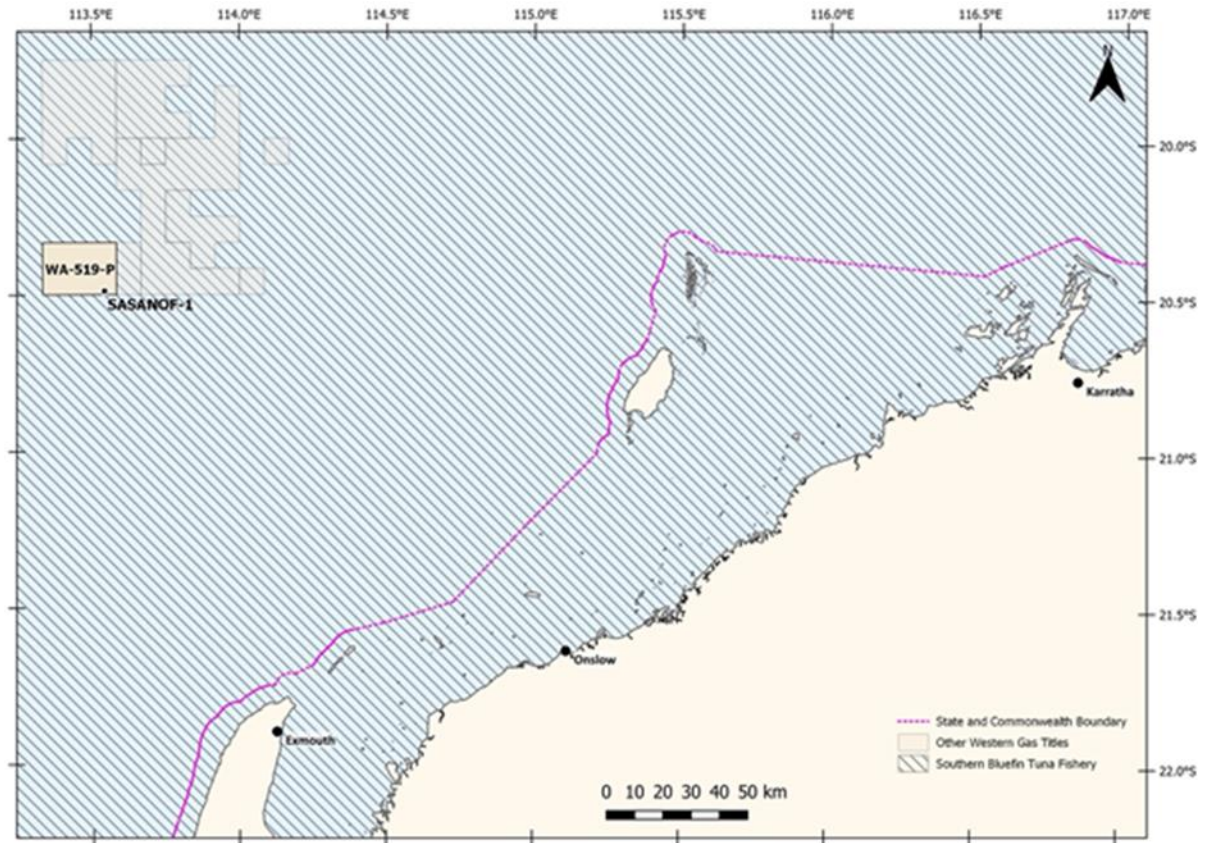 113.5°E 114.0°E 114.5°E 115.0°E 115.5°E 116.0°E 116.5°E 117.0°E
N
20.0°S
WA-519-P
SASANOF-1
20.5°S
Karratha
21.0°S
21.5°S
Onslow
State and Commonwealth Boundary
Exmouth
Other Western Gas Titles
Southern Bluefin Tuna Fishery
22.0°S
0 10 20 30 40 50 km